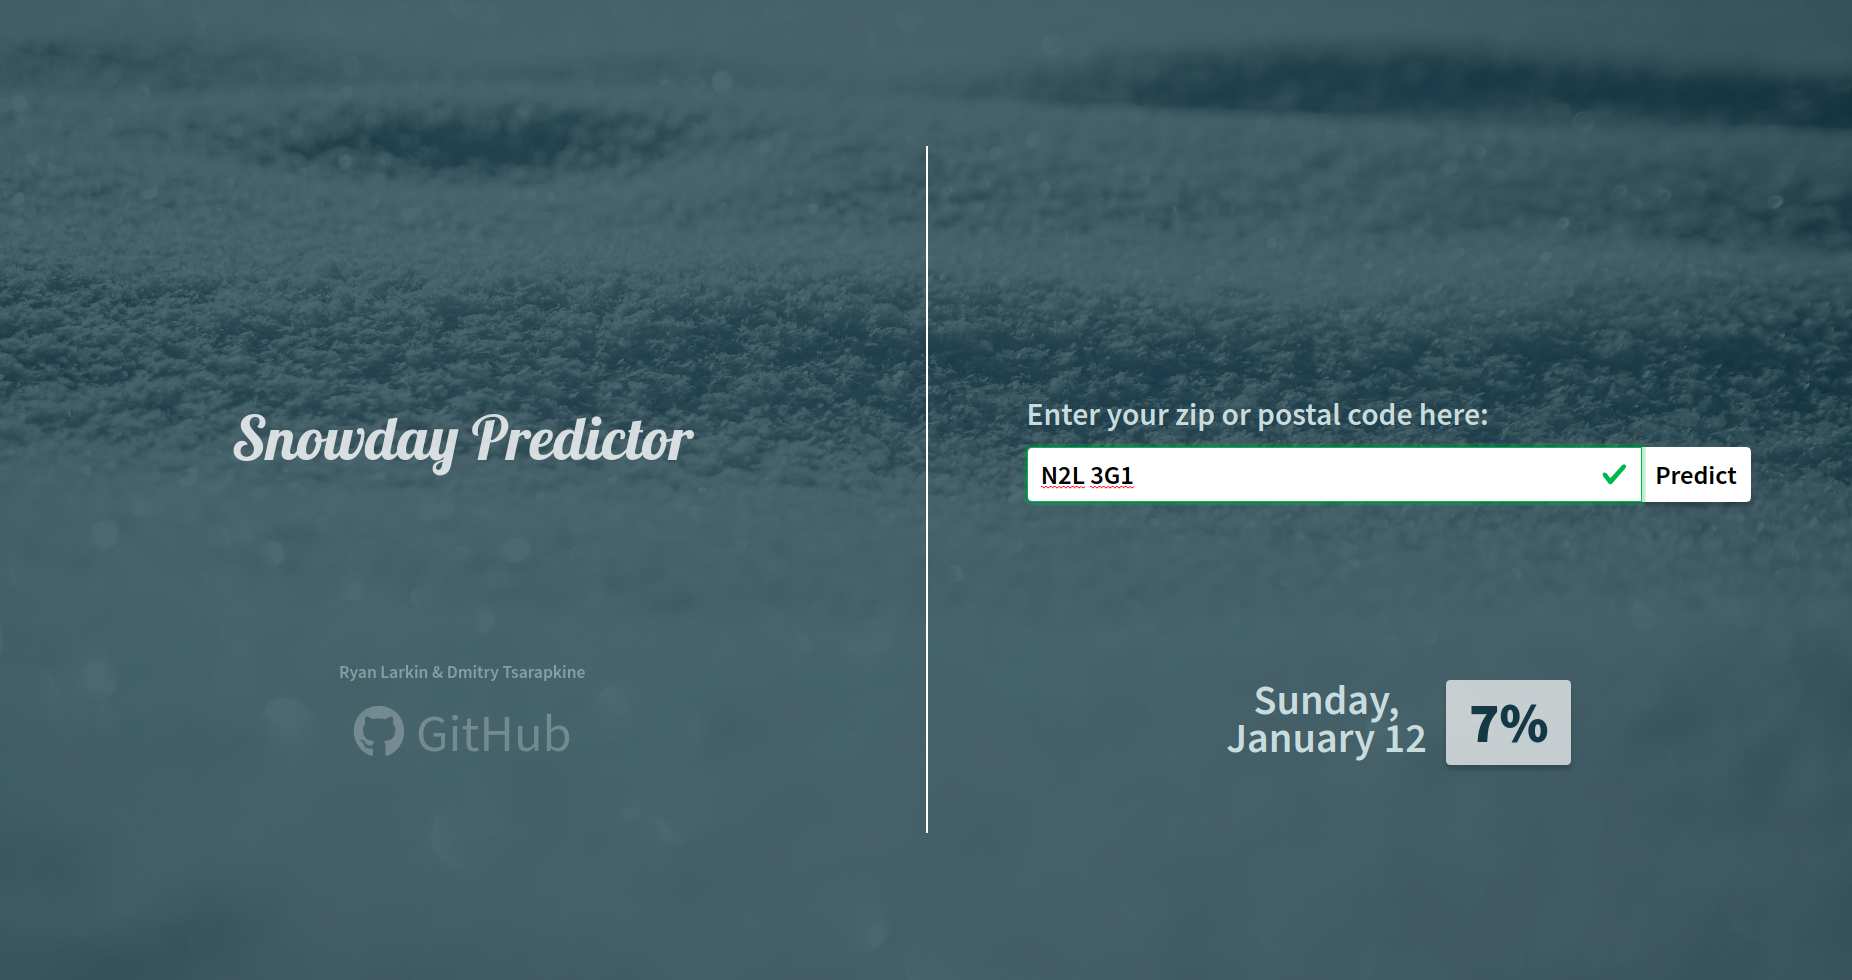 Snowday Predictor
Ryan Larkin & Dmitry Tsarapkine
GitHub
Enter your zip or postal code here:
N2L 3G1
Predict
Sunday,
January 12
7%